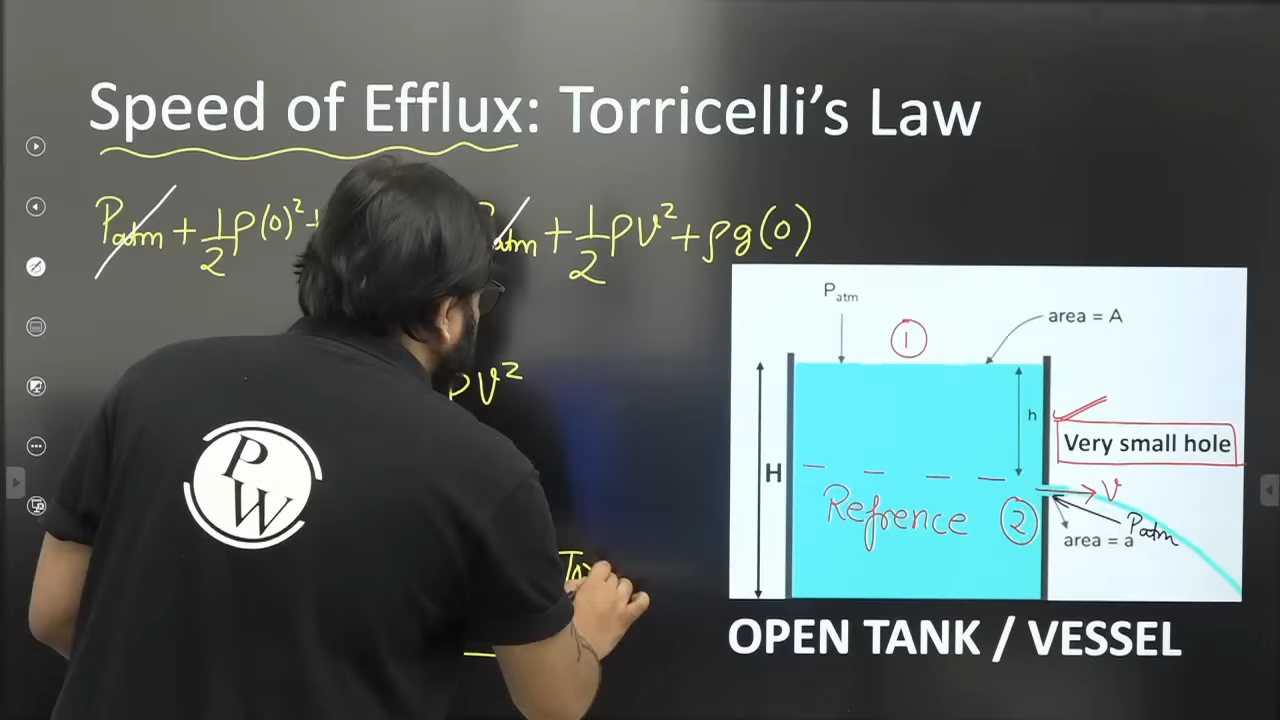 Speed of Efflux: Torricelli's Law
Patm + 1/2 ρ(0)² + atm + 1/2 ρv² + ρg(0)
ρv²
PW
Patm
1
area = A
h
Very small hole
H
v
Refrence
2
Patm
area = a
OPEN TANK / VESSEL